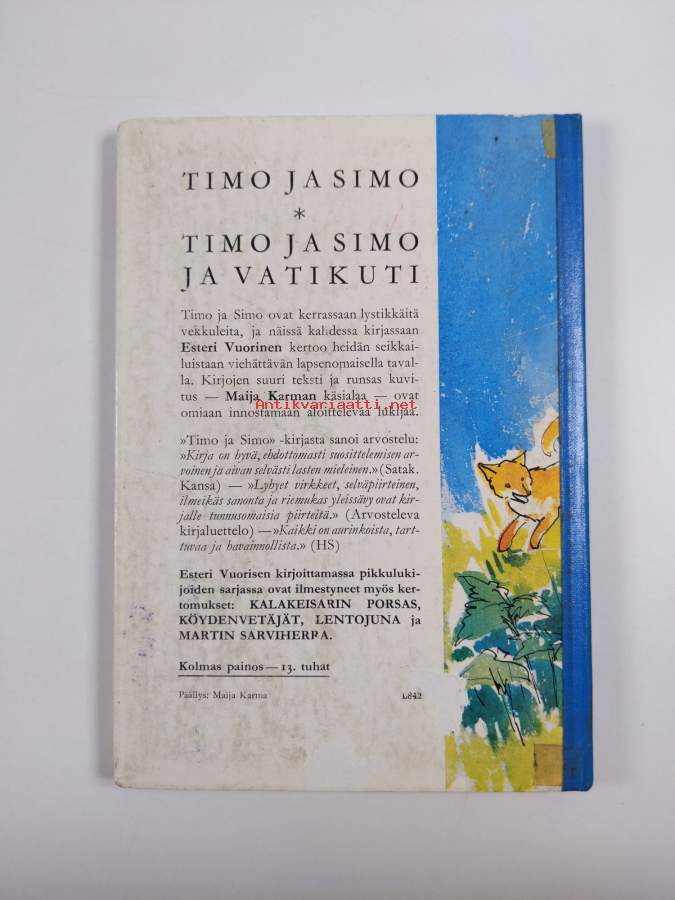 TIMO JA SIMO
*
TIMO JA SIMO
JA VATIKUTI
Timo ja Simo ovat kerrassaan lystikkäitä
vekkuleita, ja näissä kahdessa kirjassaan
Esteri Vuorinen kertoo heidän seikkai-
luistaan viehättävän lapsenomaisella taval-
la. Kirjojen suuri teksti ja runsas kuvi-
tus — Maija Karman käsialaa — ovat
Antikvariaatti.net
omiaan innostamaan aloittelevaa lukijaa.
»Timo ja Simo» -kirjasta sanoi arvostelu:
»Kirja on hyvä, ehdottomasti suosittelemisen ar-
voinen ja aivan selvästi lasten mieleinen.» (Satak.
Kansa) — »Lyhyet virkkeet, selväpiirteinen,
ilmeikäs sanonta ja riemukas yleissävy ovat kir-
jalle tunnusomaisia piirteitä.» (Arvosteleva
kirjaluettelo) — »Kaikki on aurinkoista, tart-
tuvaa ja havainnollista.» (HS)
Esteri Vuorisen kirjoittamassa pikkuluki-
joiden sarjassa ovat ilmestyneet myös ker-
tomukset: KALAKEISARIN PORSAS,
KÖYDENVETÄJÄT, LENTOJUNA ja
MARTIN SARVIHERRA.
Kolmas painos — 13. tuhat
Päällys: Maija Karma
L842